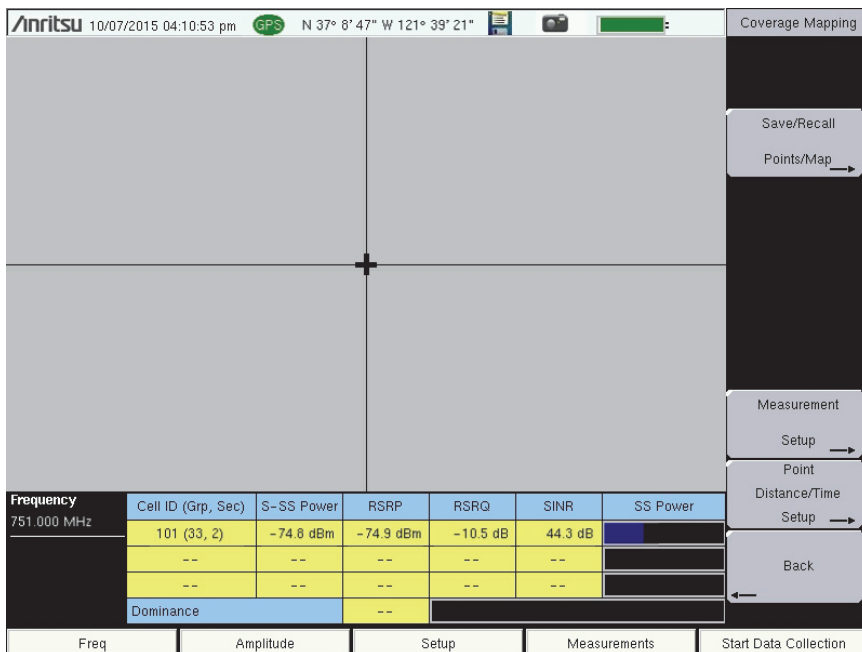 Anritsu 10/07/2015 04:10:53 pm GPS N 37° 8' 47" W 121° 39' 21"
Coverage Mapping
Save/Recall
Points/Map
Measurement
Setup
Point
Distance/Time
Setup
Back
Frequency
751.000 MHz
Cell ID (Grp, Sec) S-SS Power RSRP RSRQ SINR SS Power
101 (33, 2) -74.8 dBm -74.9 dBm -10.5 dB 44.3 dB
-- -- -- -- --
-- -- -- -- --
Dominance --
Freq Amplitude Setup Measurements Start Data Collection